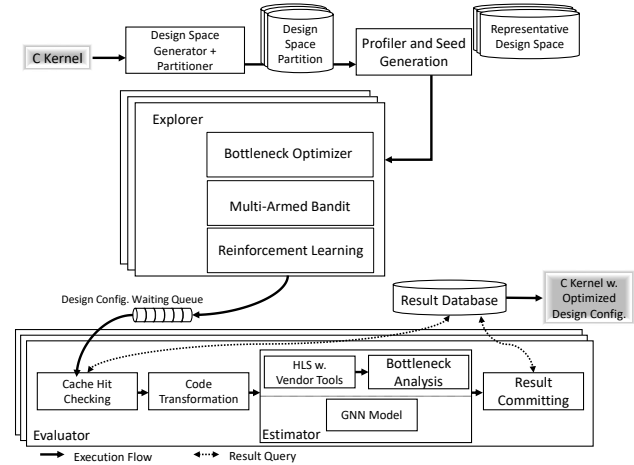 C Kernel
Design Space
Generator +
Partitioner
Design
Space
Partition
Profiler and Seed
Generation
Representative
Design Space
Explorer
Bottleneck Optimizer
Multi-Armed Bandit
Reinforcement Learning
Design Config. Waiting Queue
Result Database
C Kernel w.
Optimized
Design Config.
Cache Hit
Checking
Code
Transformation
HLS w.
Vendor Tools
Bottleneck
Analysis
GNN Model
Result
Committing
Evaluator
Estimator
Execution Flow
Result Query